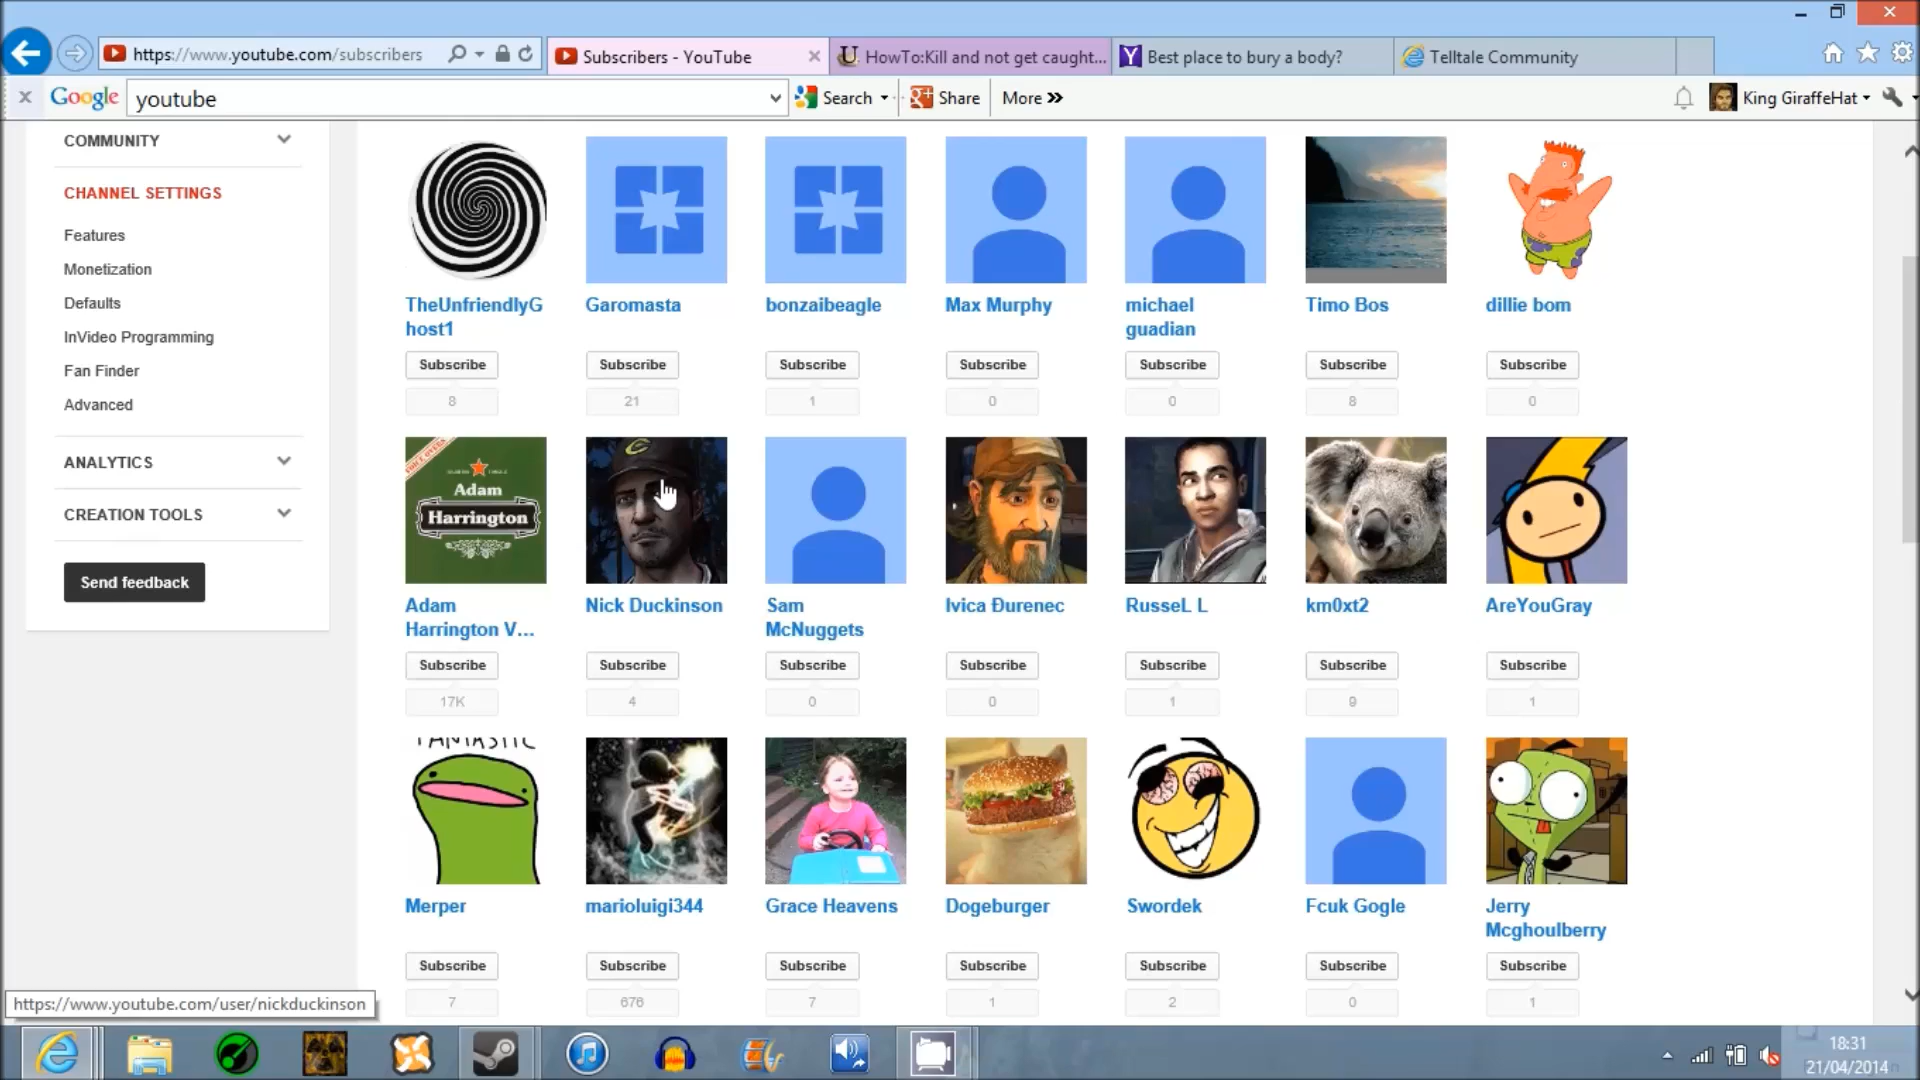 https://www.youtube.com/subscribers
Subscribers - YouTube
HowTo:Kill and not get caught...
Best place to bury a body?
Telltale Community
Google
youtube
Search
Share
More
King GiraffeHat
COMMUNITY
CHANNEL SETTINGS
Features
Monetization
Defaults
InVideo Programming
Fan Finder
Advanced
ANALYTICS
CREATION TOOLS
Send feedback
TheUnfriendlyG
host1
Garomasta
bonzaibeagle
Max Murphy
michael
guadian
Timo Bos
dillie bom
Subscribe
Subscribe
Subscribe
Subscribe
Subscribe
Subscribe
Subscribe
8
21
1
0
0
8
0
Adam
Harrington
Adam
Harrington V...
Nick Duckinson
Sam
McNuggets
Ivica Đurenec
RusseL L
km0xt2
AreYouGray
Subscribe
Subscribe
Subscribe
Subscribe
Subscribe
Subscribe
Subscribe
17K
4
0
0
1
9
1
FANTASTIC
Merper
marioluigi344
Grace Heavens
Dogeburger
Swordek
Fcuk Gogle
Jerry
Mcghoulberry
Subscribe
Subscribe
Subscribe
Subscribe
Subscribe
Subscribe
Subscribe
7
676
7
1
2
0
1
https://www.youtube.com/user/nickduckinson
18:31
21/04/2014